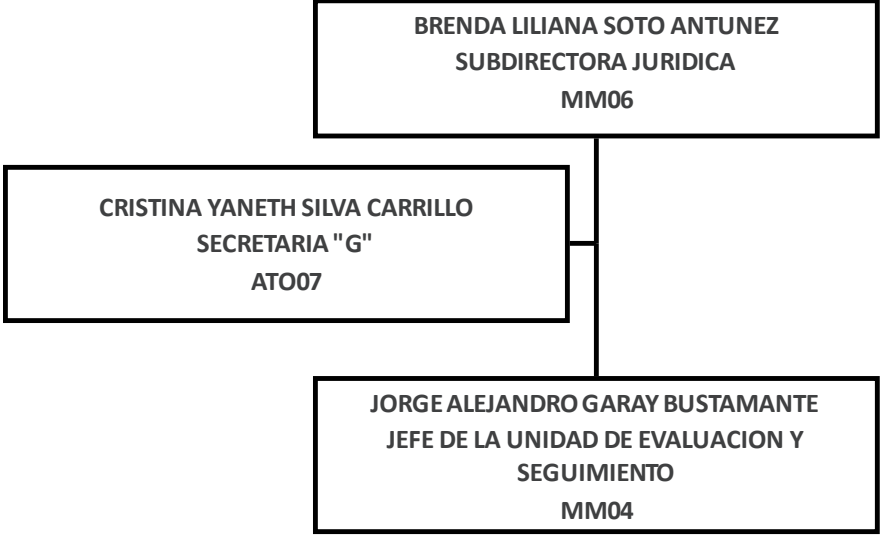 BRENDA LILIANA SOTO ANTUNEZ
SUBDIRECTORA JURIDICA
MM06
CRISTINA YANETH SILVA CARRILLO
SECRETARIA "G"
ATO07
JORGE ALEJANDRO GARAY BUSTAMANTE
JEFE DE LA UNIDAD DE EVALUACION Y
SEGUIMIENTO
MM04